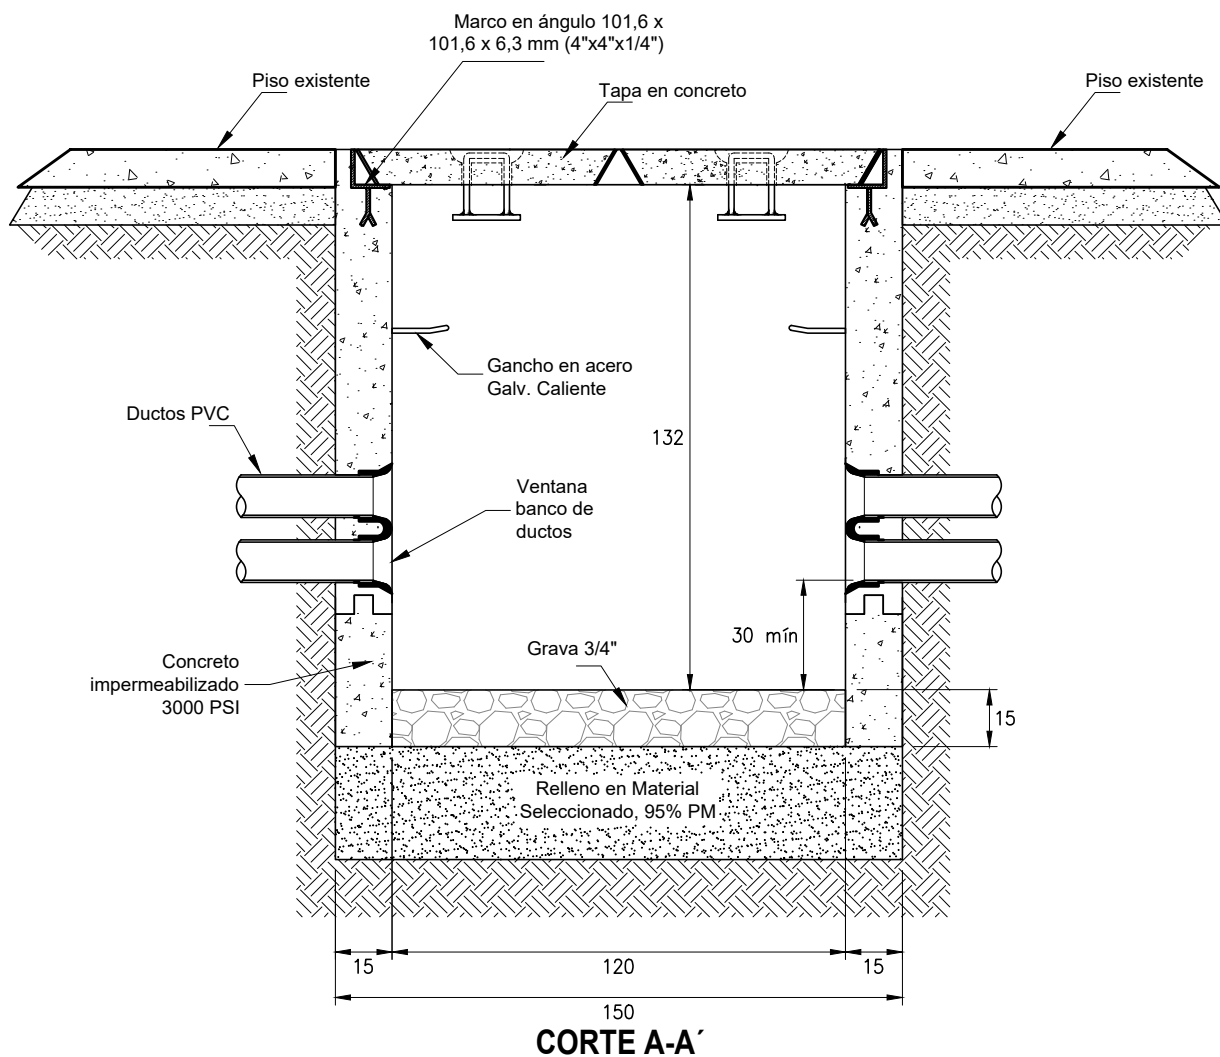 Marco en ángulo 101,6 x
101,6 x 6,3 mm (4"x4"x1/4")
Piso existente
Tapa en concreto
Piso existente
Gancho en acero
Galv. Caliente
Ductos PVC
132
Ventana
banco de
ductos
30 mín
Grava 3/4"
Concreto
impermeabilizado
3000 PSI
15
Relleno en Material
Seleccionado, 95% PM
15
120
15
150
CORTE A-A´